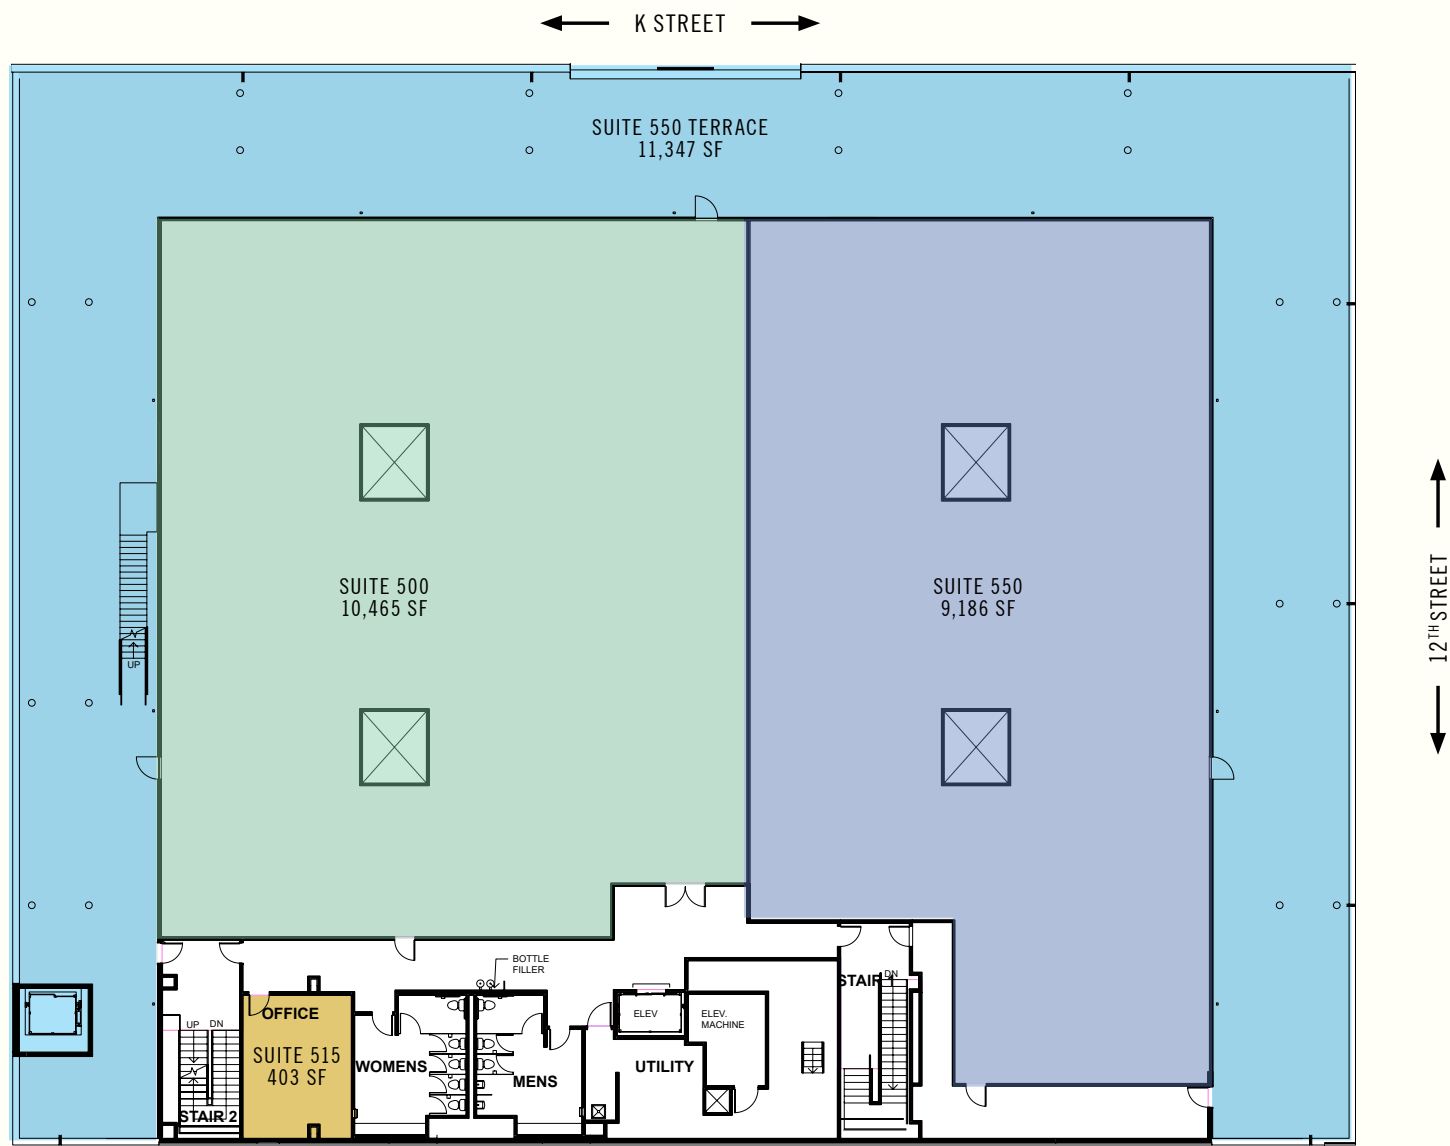 K STREET
SUITE 550 TERRACE
11,347 SF
12TH STREET
SUITE 500
10,465 SF
SUITE 550
9,186 SF
UP
BOTTLE
FILLER
STAIR 1
DN
OFFICE
ELEV
ELEV.
MACHINE
UP
DN
SUITE 515
403 SF
WOMENS
MENS
UTILITY
STAIR 2